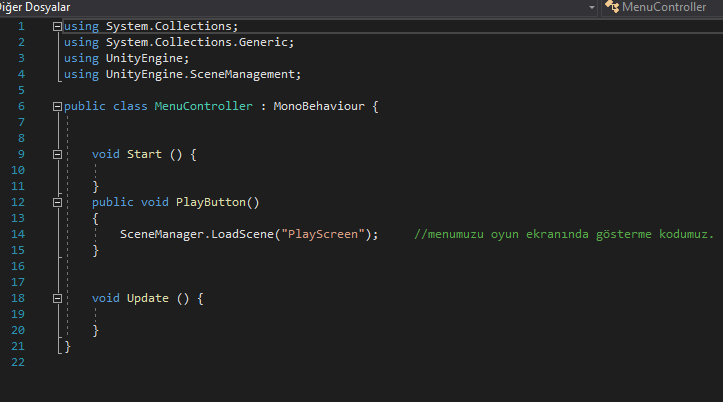 Diğer Dosyalar
MenuController
1 using System.Collections;
2 using System.Collections.Generic;
3 using UnityEngine;
4 using UnityEngine.SceneManagement;
5
6 public class MenuController : MonoBehaviour {
7
8
9 void Start () {
10
11 }
12 public void PlayButton()
13 {
14 SceneManager.LoadScene("PlayScreen"); //menumuzu oyun ekranında gösterme kodumuz.
15 }
16
17
18 void Update () {
19
20 }
21 }
22